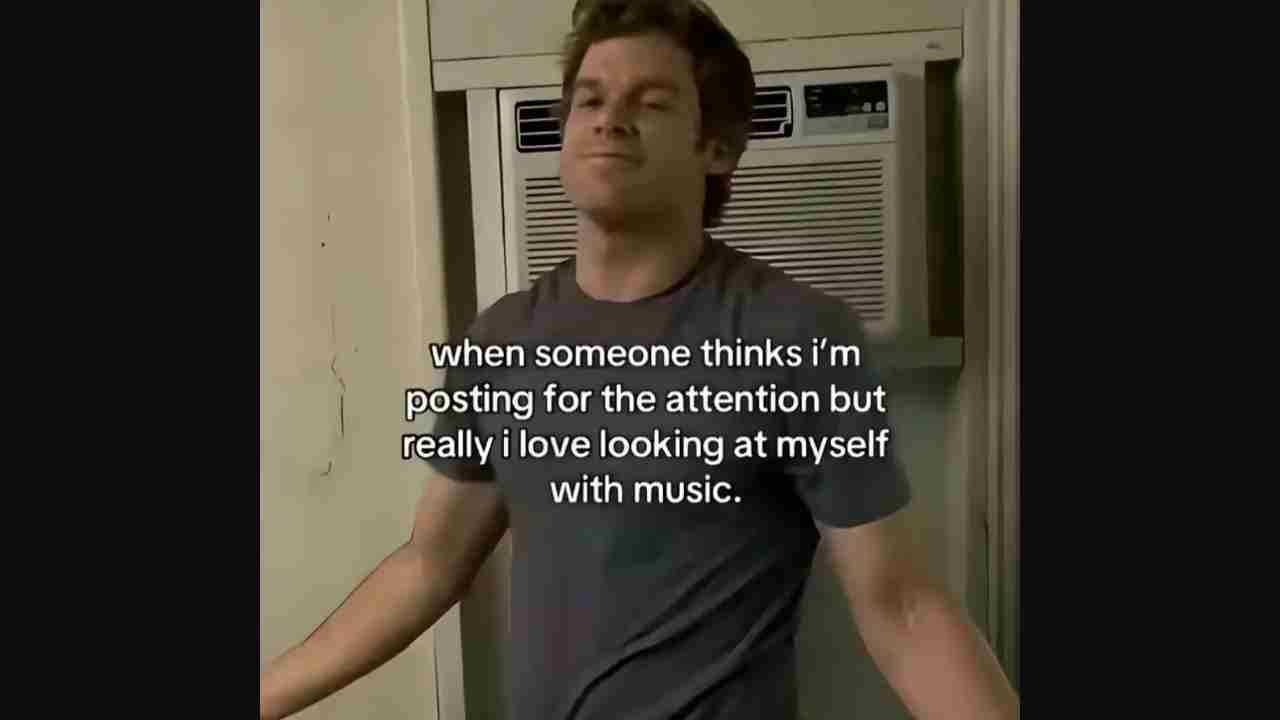 when someone thinks i’m
posting for the attention but
really i love looking at myself
with music.